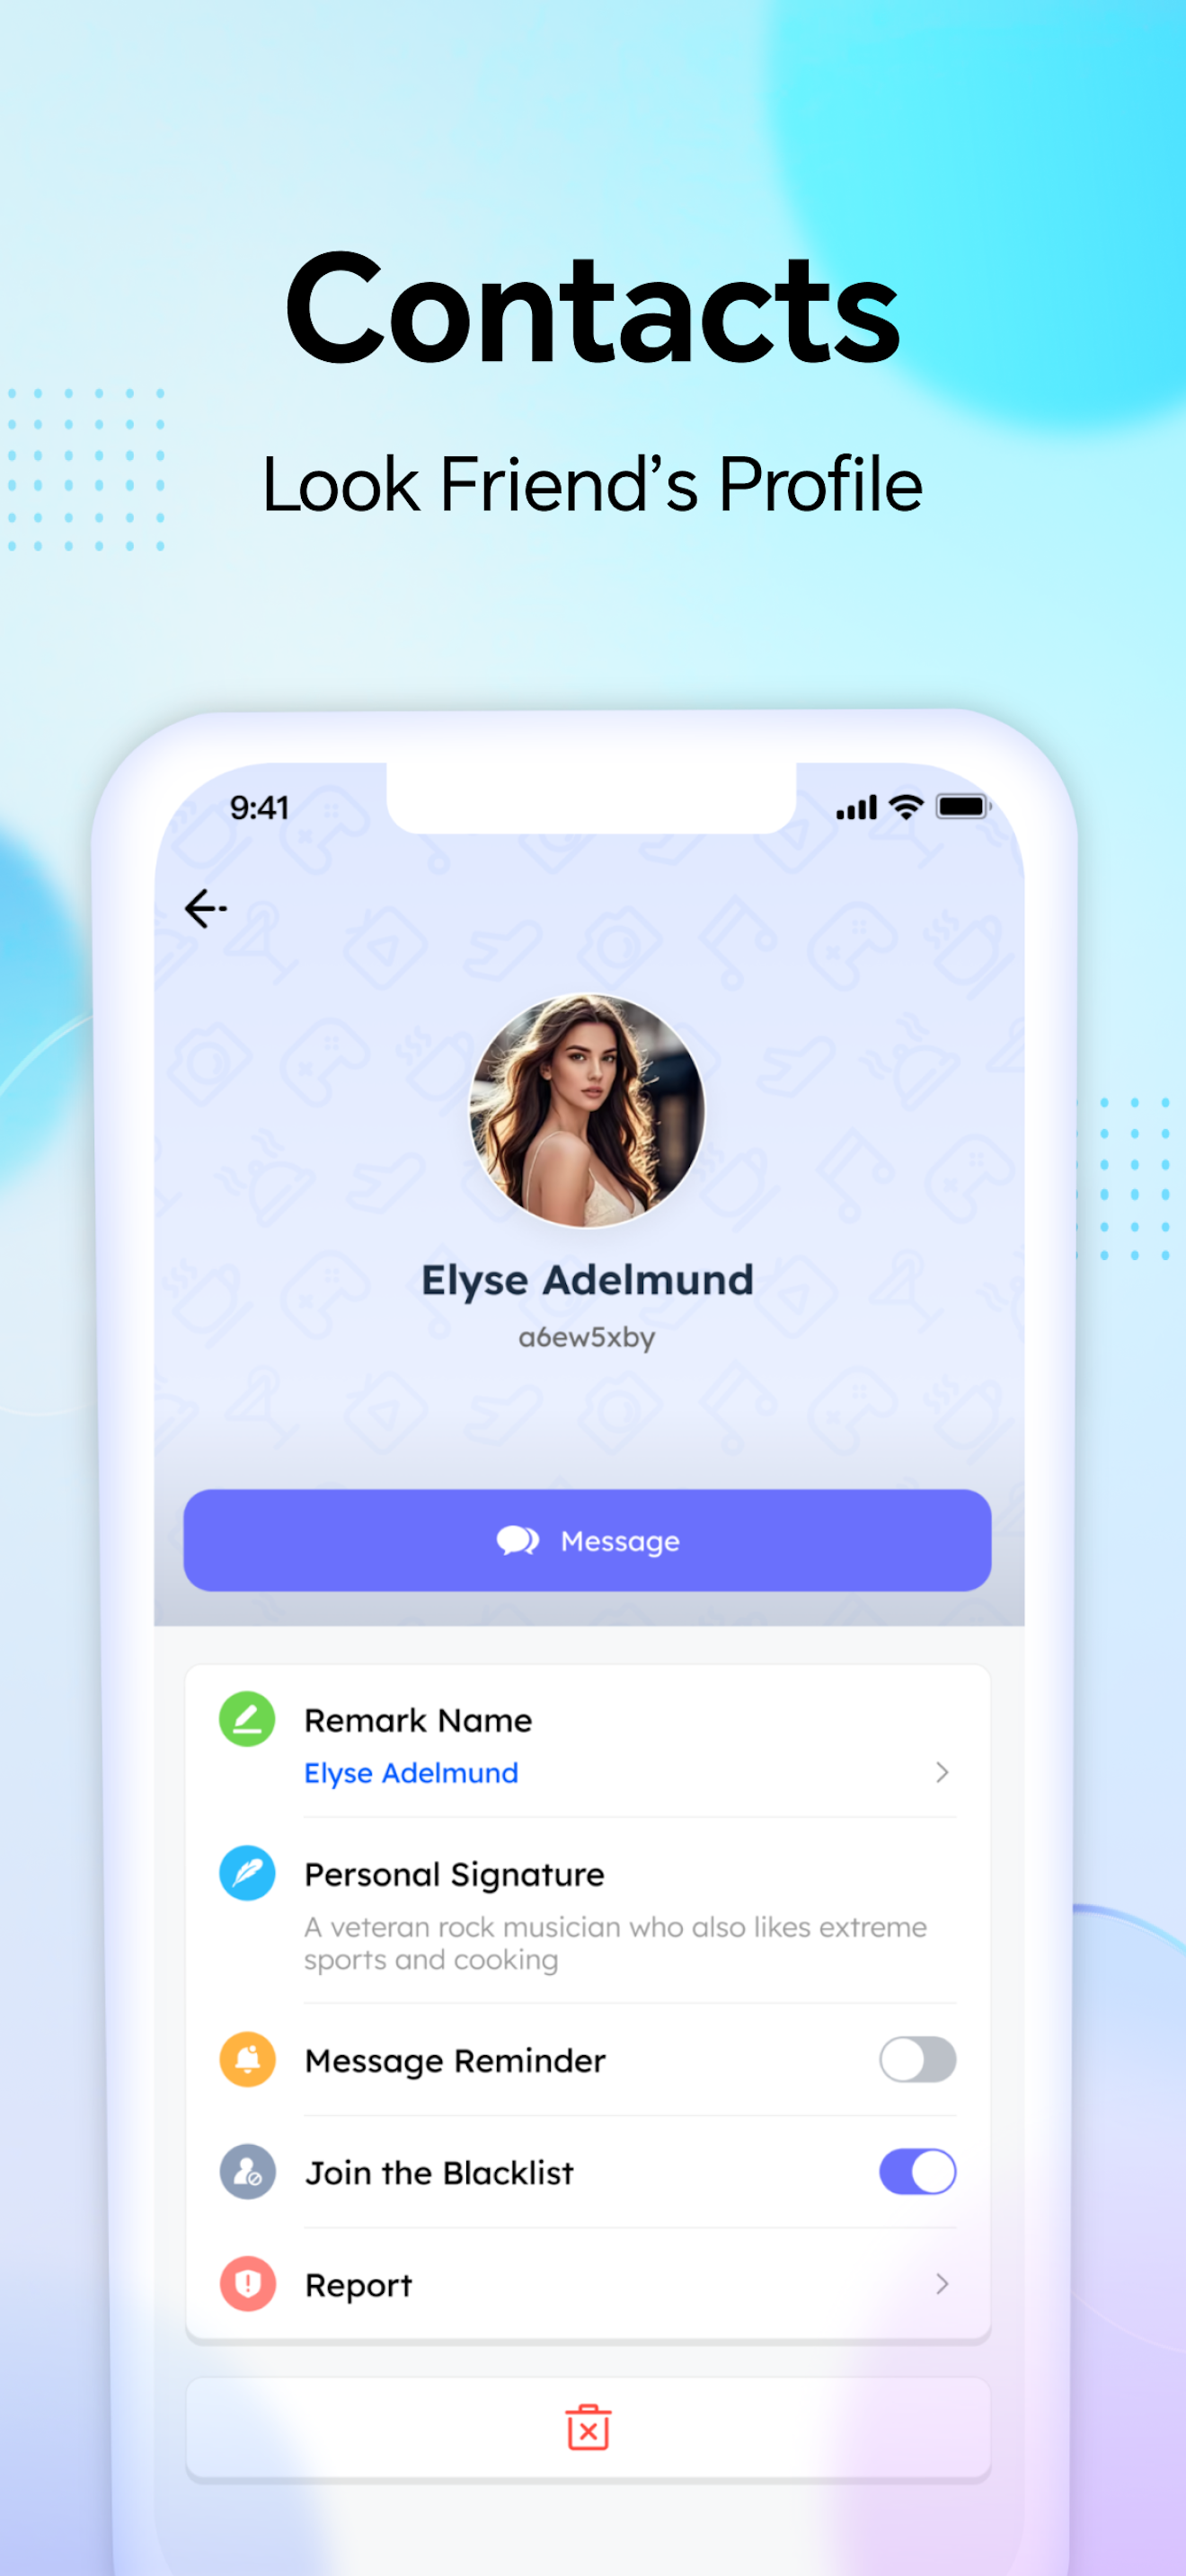 Contacts
Look Friend’s Profile
9:41
Elyse Adelmund
a6ew5xby
Message
Remark Name
Elyse Adelmund
Personal Signature
A veteran rock musician who also likes extreme
sports and cooking
Message Reminder
Join the Blacklist
Report